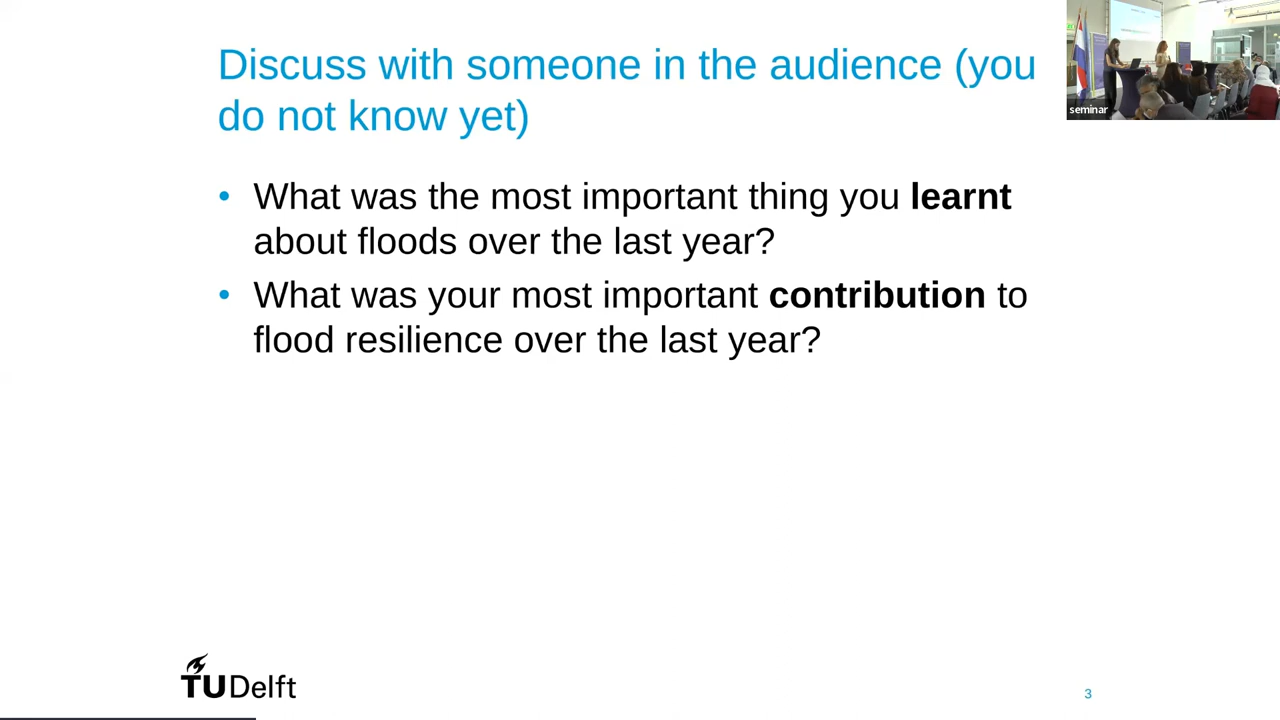 Discuss with someone in the audience (you
do not know yet)
• What was the most important thing you learnt
about floods over the last year?
• What was your most important contribution to
flood resilience over the last year?
seminar
TU Delft
3